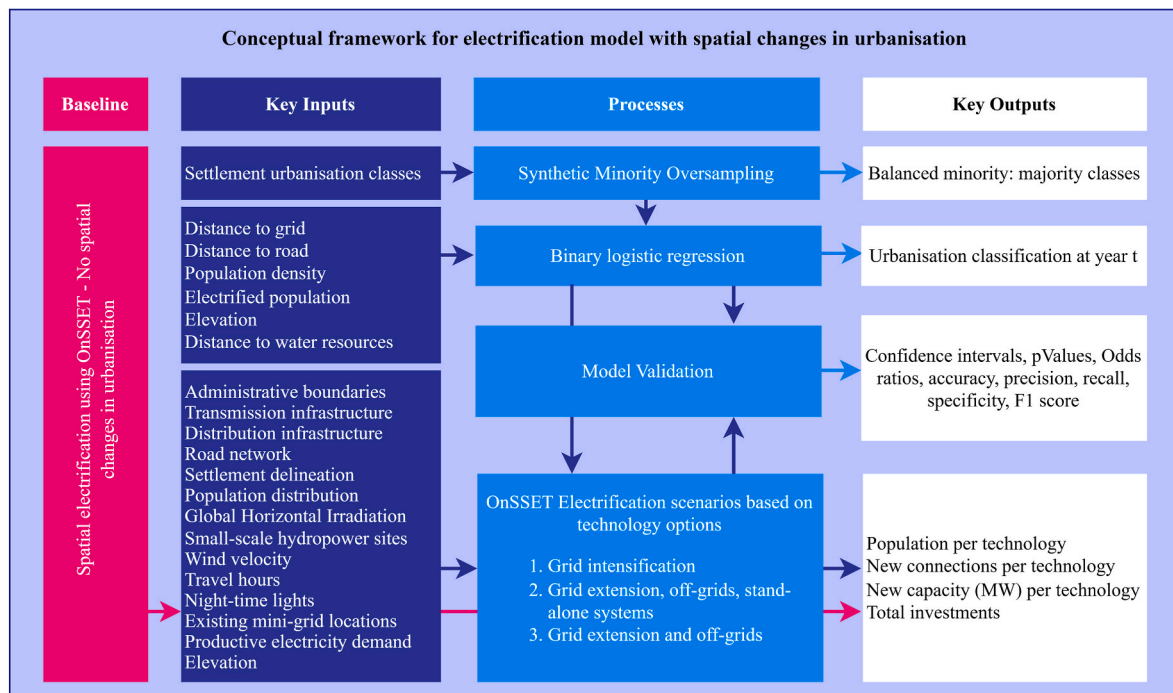 Conceptual framework for electrification model with spatial changes in urbanisation
Baseline
Key Inputs
Processes
Key Outputs
Spatial electrification using OnSSET - No spatial
changes in urbanisation
Settlement urbanisation classes
Synthetic Minority Oversampling
Balanced minority: majority classes
Distance to grid
Distance to road
Population density
Electrified population
Elevation
Distance to water resources
Binary logistic regression
Urbanisation classification at year t
Model Validation
Confidence intervals, pValues, Odds
ratios, accuracy, precision, recall,
specificity, F1 score
Administrative boundaries
Transmission infrastructure
Distribution infrastructure
Road network
Settlement delineation
Population distribution
Global Horizontal Irradiation
Small-scale hydropower sites
Wind velocity
Travel hours
Night-time lights
Existing mini-grid locations
Productive electricity demand
Elevation
OnSSET Electrification scenarios based on
technology options
1. Grid intensification
2. Grid extension, off-grids, stand-
alone systems
3. Grid extension and off-grids
Population per technology
New connections per technology
New capacity (MW) per technology
Total investments